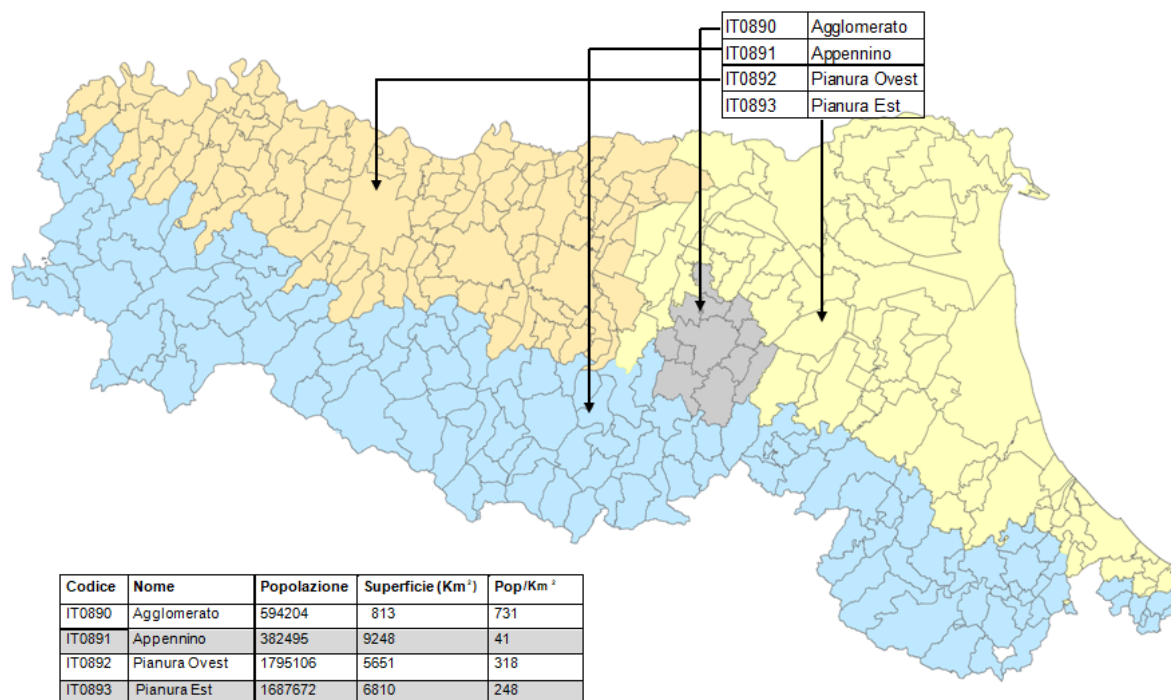 IT0890 Agglomerato
IT0891 Appennino
IT0892 Pianura Ovest
IT0893 Pianura Est
Codice Nome Popolazione Superficie (Km²) Pop/Km²
IT0890 Agglomerato 594204 813 731
IT0891 Appennino 382495 9248 41
IT0892 Pianura Ovest 1795106 5651 318
IT0893 Pianura Est 1687672 6810 248